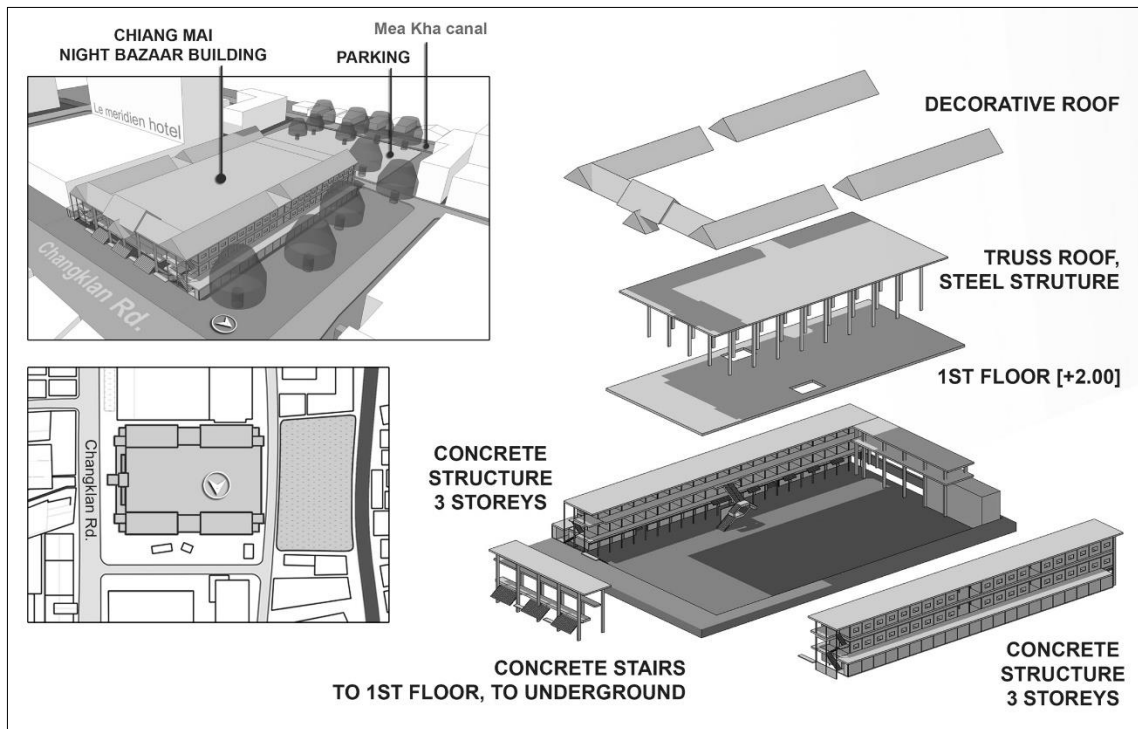 CHIANG MAI
NIGHT BAZAAR BUILDING
PARKING
Mea Kha canal
Le meridien hotel
Changklan Rd.
Changklan Rd.
DECORATIVE ROOF
TRUSS ROOF,
STEEL STRUTURE
1ST FLOOR [+2.00]
CONCRETE
STRUCTURE
3 STOREYS
CONCRETE STAIRS
TO 1ST FLOOR, TO UNDERGROUND
CONCRETE
STRUCTURE
3 STOREYS